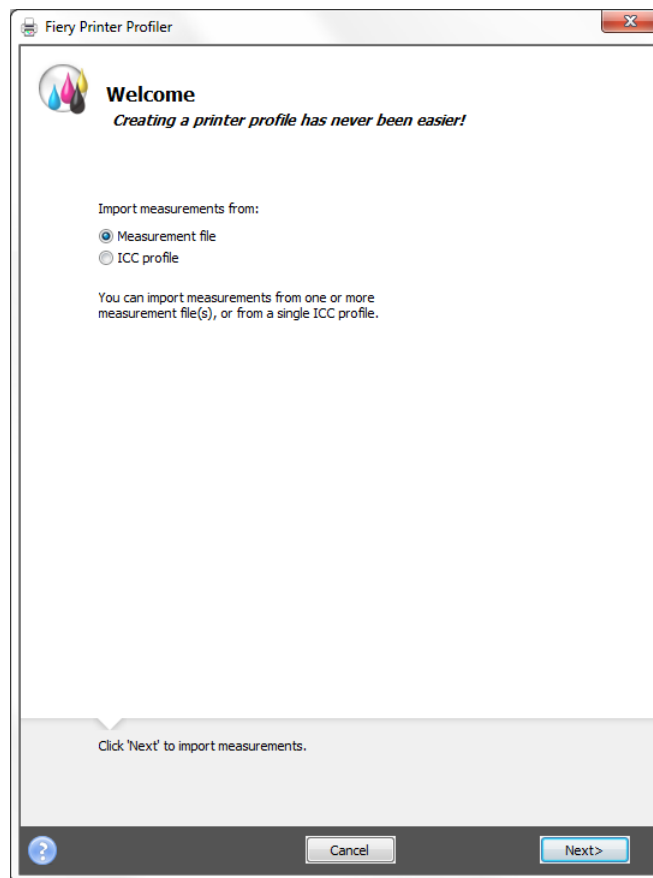 Fiery Printer Profiler
Welcome
Creating a printer profile has never been easier!
Import measurements from:
Measurement file
ICC profile
You can import measurements from one or more
measurement file(s), or from a single ICC profile.
Click 'Next' to import measurements.
?
Cancel
Next>